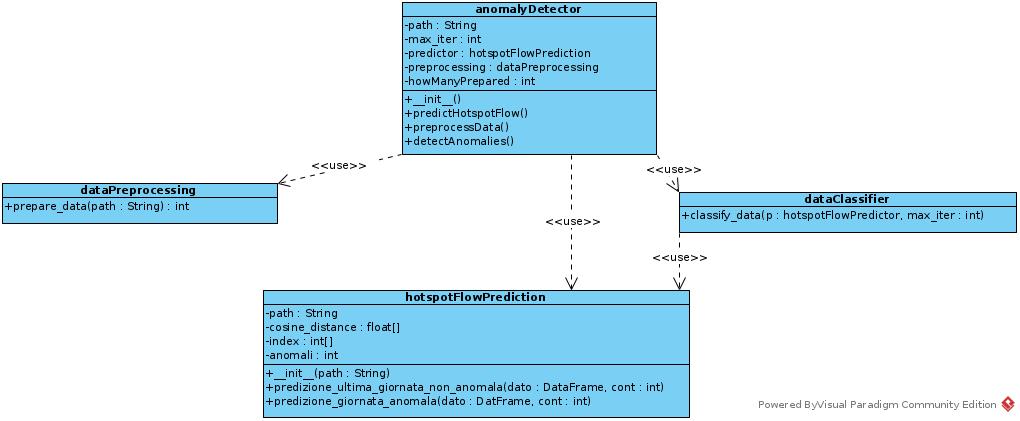 anomalyDetector
-path : String
-max_iter : int
-predictor : hotspotFlowPrediction
-preprocessing : dataPreprocessing
-howManyPrepared : int
+__init__()
+predictHotspotFlow()
+preprocessData()
+detectAnomalies()
<<use>>
<<use>>
dataPreprocessing
+prepare_data(path : String) : int
dataClassifier
+classify_data(p : hotspotFlowPredictor, max_iter : int)
<<use>>
<<use>>
hotspotFlowPrediction
-path : String
-cosine_distance : float[]
-index : int[]
-anomali : int
+__init__(path : String)
+predizione_ultima_giornata_non_anomala(dato : DataFrame, cont : int)
+predizione_giornata_anomala(dato : DatFrame, cont : int)
Powered ByVisual Paradigm Community Edition